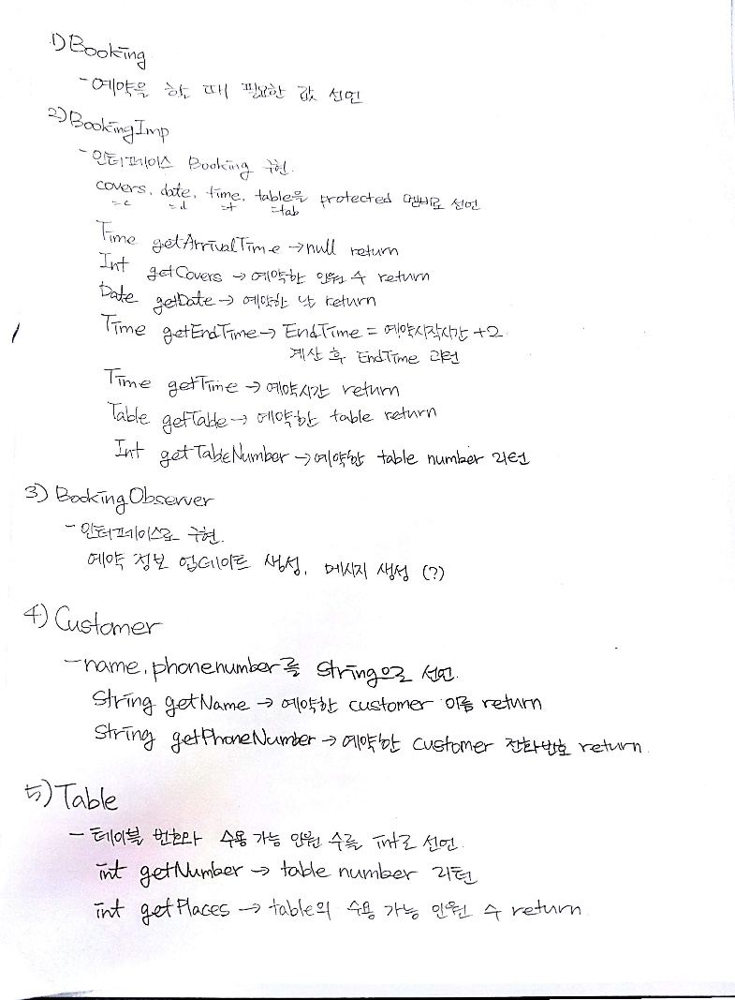 1) Booking
- 예약을 하는 때 필요한 값 선언
2) BookingImp
- 인터페이스 Booking 구현.
covers, date, time, table을 protected 멤버로 선언
=c =d =t =tab
Time getArrivalTime → null return
Int getCovers → 예약한 인원 수 return
Date getDate → 예약한 날 return
Time getEndTime → EndTime = 예약시작시간 +2
계산 후 EndTime 리턴
Time getTime → 예약시간 return
Table getTable → 예약한 table return
Int getTableNumber → 예약한 table number 리턴
3) BookingObserver
- 인터페이스로 구현.
예약 정보 업데이트 생성, 메시지 생성 (?)
4) Customer
- name, phonenumber를 string으로 선언.
String getName → 예약한 customer 이름 return
String getPhoneNumber → 예약한 customer 전화번호 return.
5) Table
- 테이블 번호와 수용 가능 인원 수를 int로 선언.
int getNumber → table number 리턴
int getPlaces → table의 수용 가능 인원 수 return